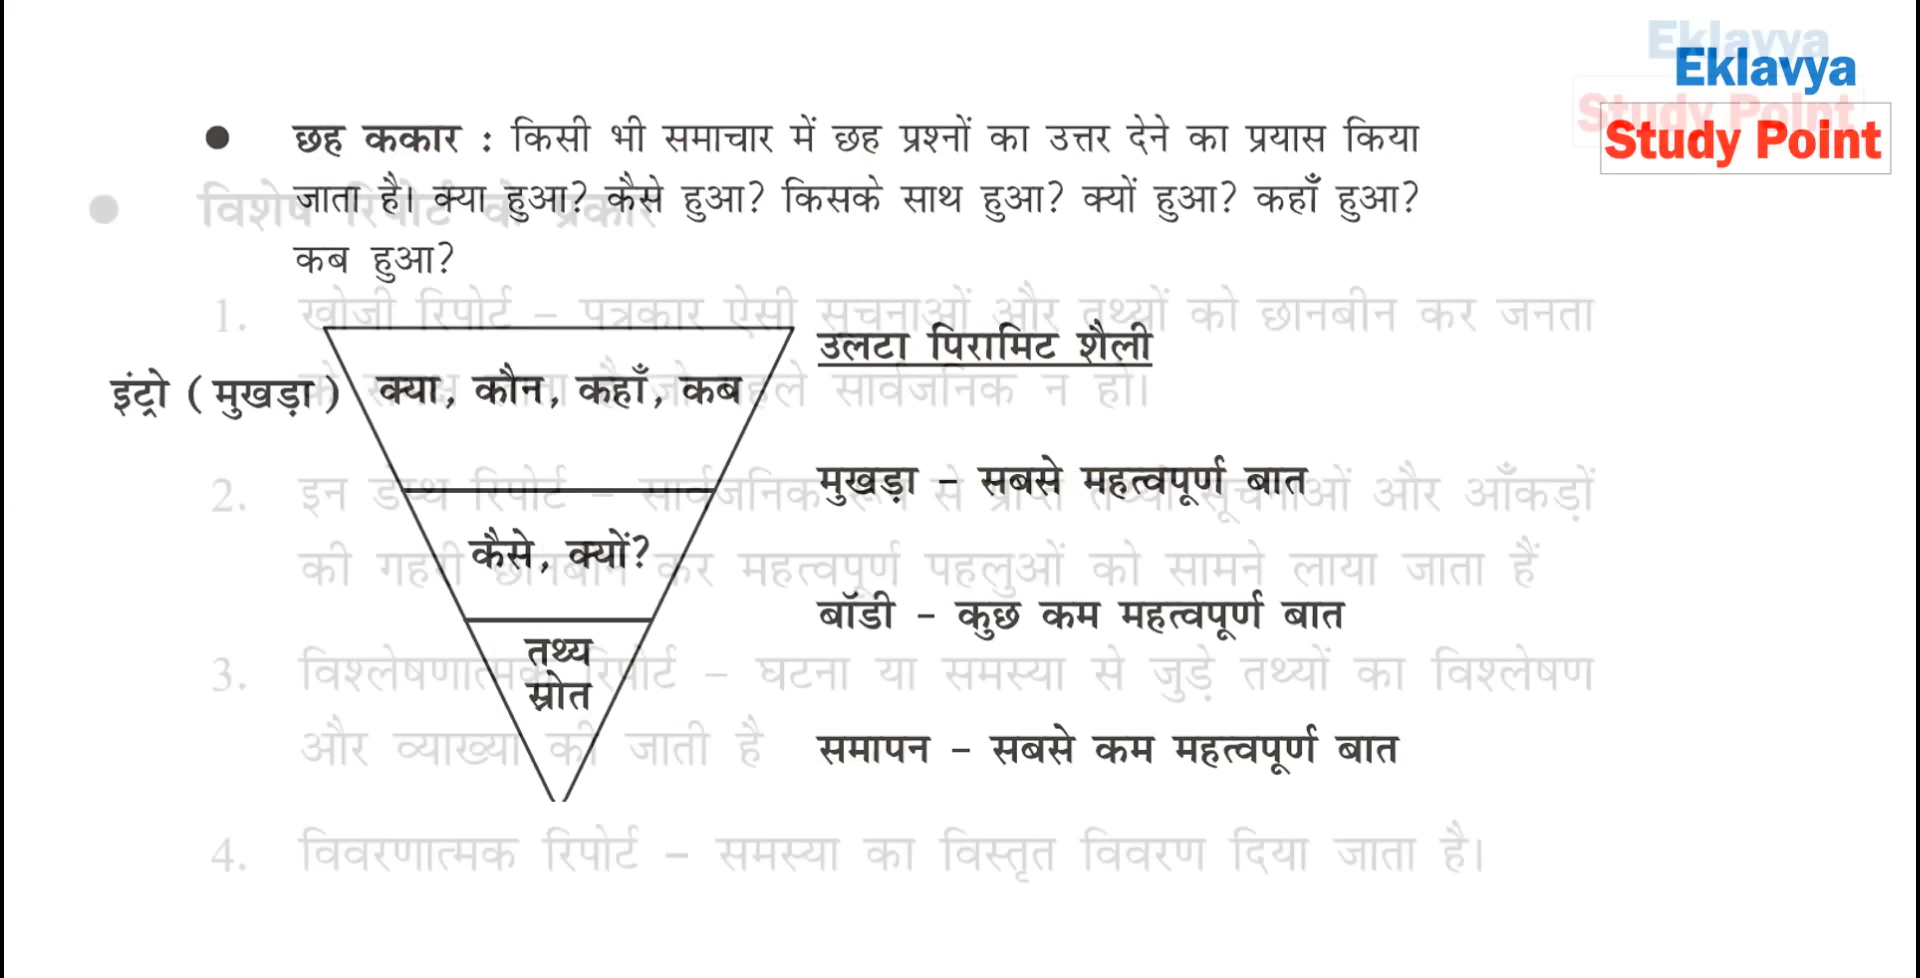 Eklavya
Study Point
● छह ककार : किसी भी समाचार में छह प्रश्नों का उत्तर देने का प्रयास किया
जाता है। क्या हुआ? कैसे हुआ? किसके साथ हुआ? क्यों हुआ? कहाँ हुआ?
कब हुआ?
● विशेष रिपोर्ट के प्रकार
1. खोजी रिपोर्ट – पत्रकार ऐसी सूचनाओं और तथ्यों को छानबीन कर जनता
उलटा पिरामिट शैली
इंट्रो ( मुखड़ा ) क्या, कौन, कहाँ, कब
जो पहले सार्वजनिक न हो।
मुखड़ा – सबसे महत्वपूर्ण बात
2. इन डेप्थ रिपोर्ट – सार्वजनिक से प्राप्त सूचनाओं और आँकड़ों
कैसे, क्यों?
की गहरी छानबीन कर महत्वपूर्ण पहलुओं को सामने लाया जाता हैं
बॉडी – कुछ कम महत्वपूर्ण बात
तथ्य
स्रोत
3. विश्लेषणात्मक रिपोर्ट – घटना या समस्या से जुड़े तथ्यों का विश्लेषण
और व्याख्या की जाती है
समापन – सबसे कम महत्वपूर्ण बात
4. विवरणात्मक रिपोर्ट – समस्या का विस्तृत विवरण दिया जाता है।